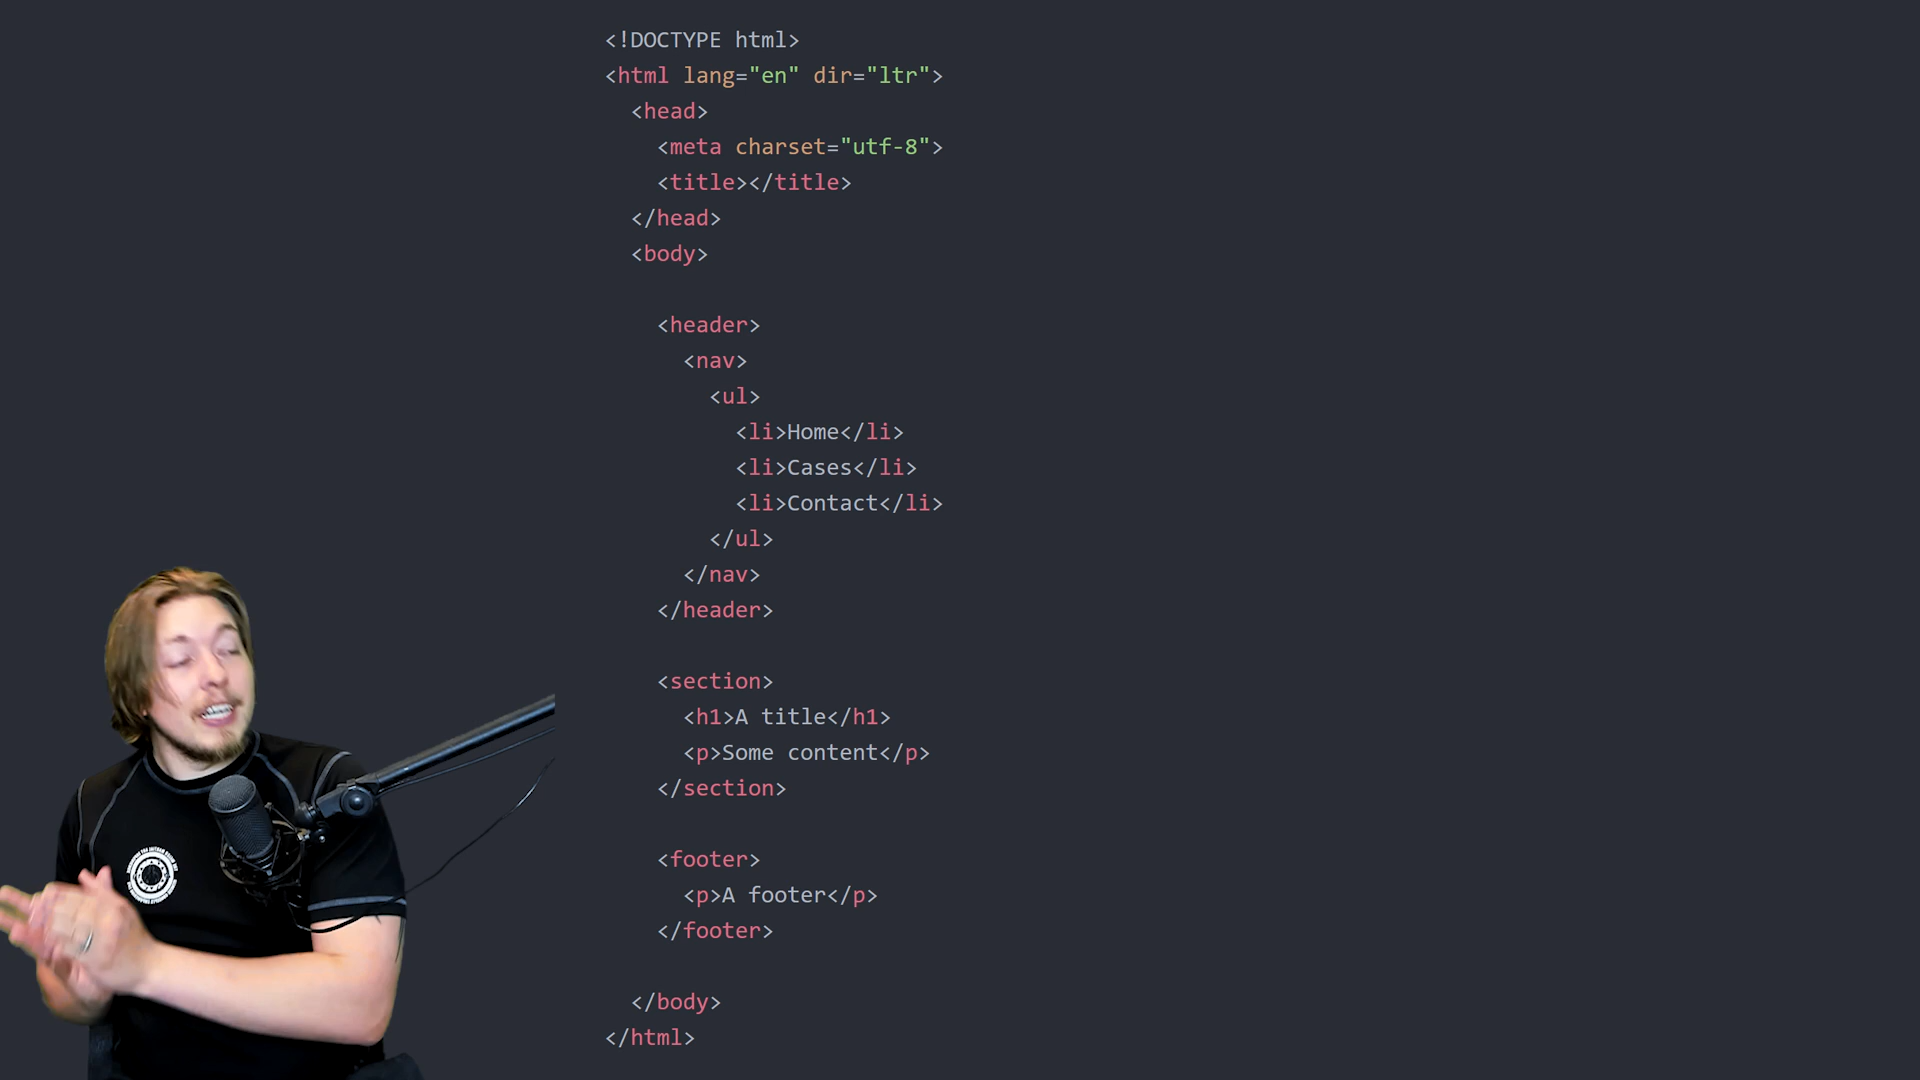 <!DOCTYPE html>
<html lang="en" dir="ltr">
  <head>
    <meta charset="utf-8">
    <title></title>
  </head>
  <body>

    <header>
      <nav>
        <ul>
          <li>Home</li>
          <li>Cases</li>
          <li>Contact</li>
        </ul>
      </nav>
    </header>

    <section>
      <h1>A title</h1>
      <p>Some content</p>
    </section>

    <footer>
      <p>A footer</p>
    </footer>

  </body>
</html>